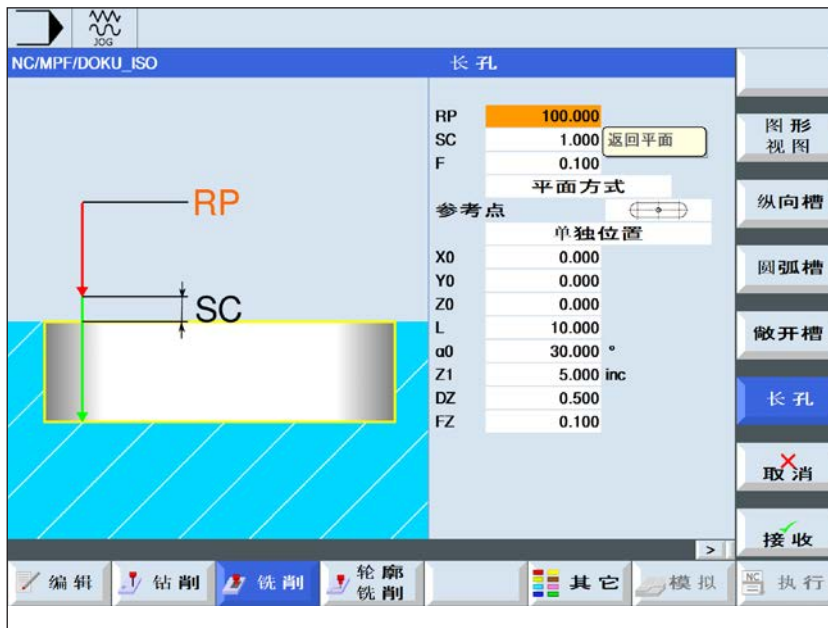 JOG
NC/MPF/DOKU_ISO
长孔
RP
SC
RP 100.000
SC 1.000
返回平面
F 0.100
平面方式
参考点
单独位置
X0 0.000
Y0 0.000
Z0 0.000
L 10.000
α0 30.000 °
Z1 5.000 inc
DZ 0.500
FZ 0.100
图形
视图
纵向槽
圆弧槽
敞开槽
长孔
取消
接收
>
编辑
钻削
铣削
轮廓
铣削
其它
模拟
NC
执行